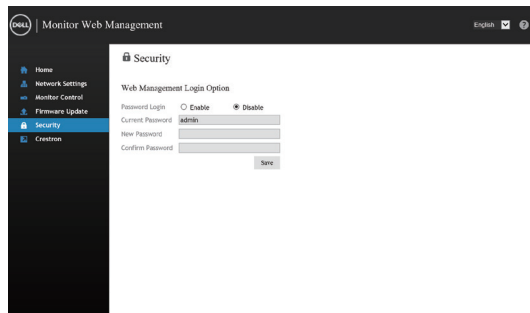 DELL Monitor Web Management English ?
Security
Home
Network Settings
Monitor Control
Firmware Update
Security
Crestron
Web Management Login Option
Password Login Enable Disable
Current Password admin
New Password
Confirm Password
Save